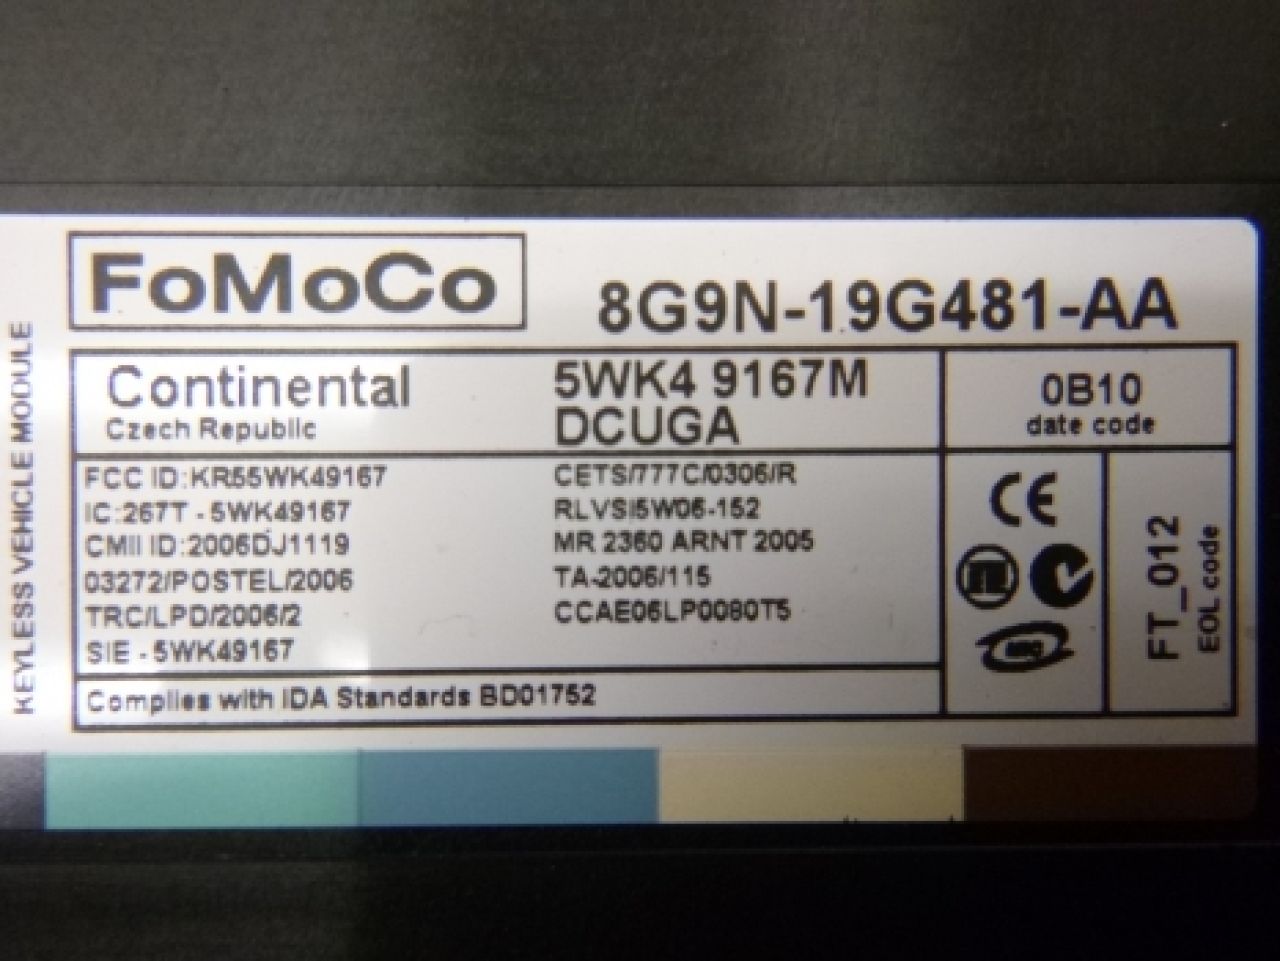 FoMoCo
8G9N-19G481-AA
KEYLESS VEHICLE MODULE
Continental
Czech Republic
5WK4 9167M
DCUGA
0B10
date code
FCC ID:KR55WK49167
IC:267T - 5WK49167
CMII ID:2006DJ1119
03272/POSTEL/2006
TRC/LPD/2006/2
SIE - 5WK49167
CETS/777C/0306/R
RLVSI5W06-152
MR 2360 ARNT 2005
TA-2006/115
CCAE06LP0080T5
CE
FT_012
EOL code
Complies with IDA Standards BD01752